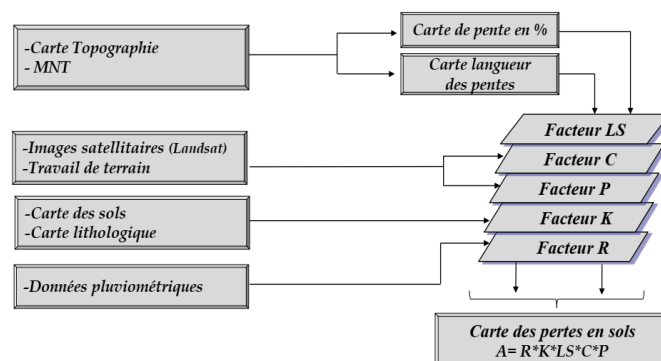 -Carte Topographie
- MNT
Carte de pente en %
Carte langueur
des pentes
-Images satellitaires (Landsat)
-Travail de terrain
-Carte des sols
- Carte lithologique
-Données pluviométriques
Facteur LS
Facteur C
Facteur P
Facteur K
Facteur R
Carte des pertes en sols
A= R*K*LS*C*P